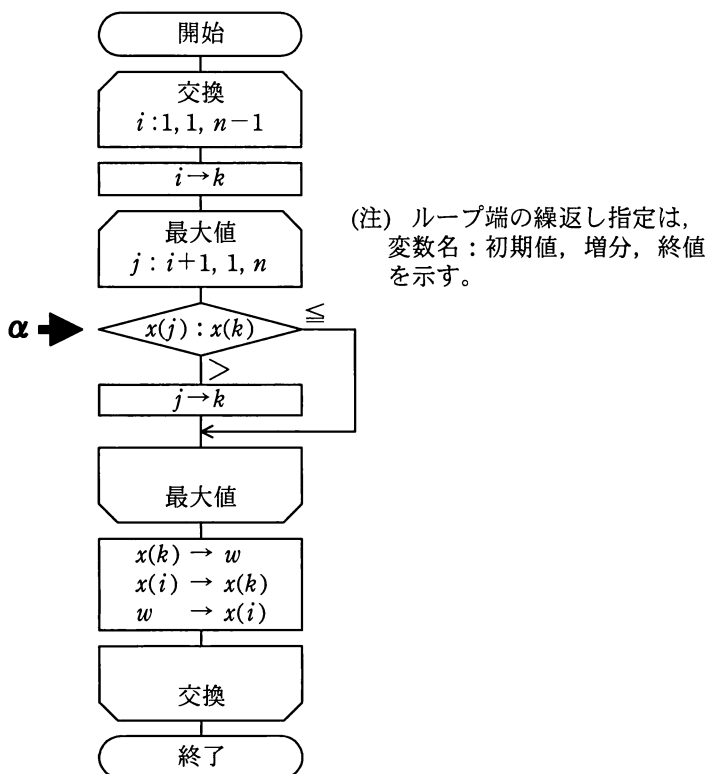 開始
交換
i:1, 1, n−1
i→k
最大値
j:i+1, 1, n
(注) ループ端の繰返し指定は,
変数名:初期値, 増分, 終値
を示す。
α
x(j):x(k)
≦
>
j→k
最大値
x(k) → w
x(i) → x(k)
w → x(i)
交換
終了